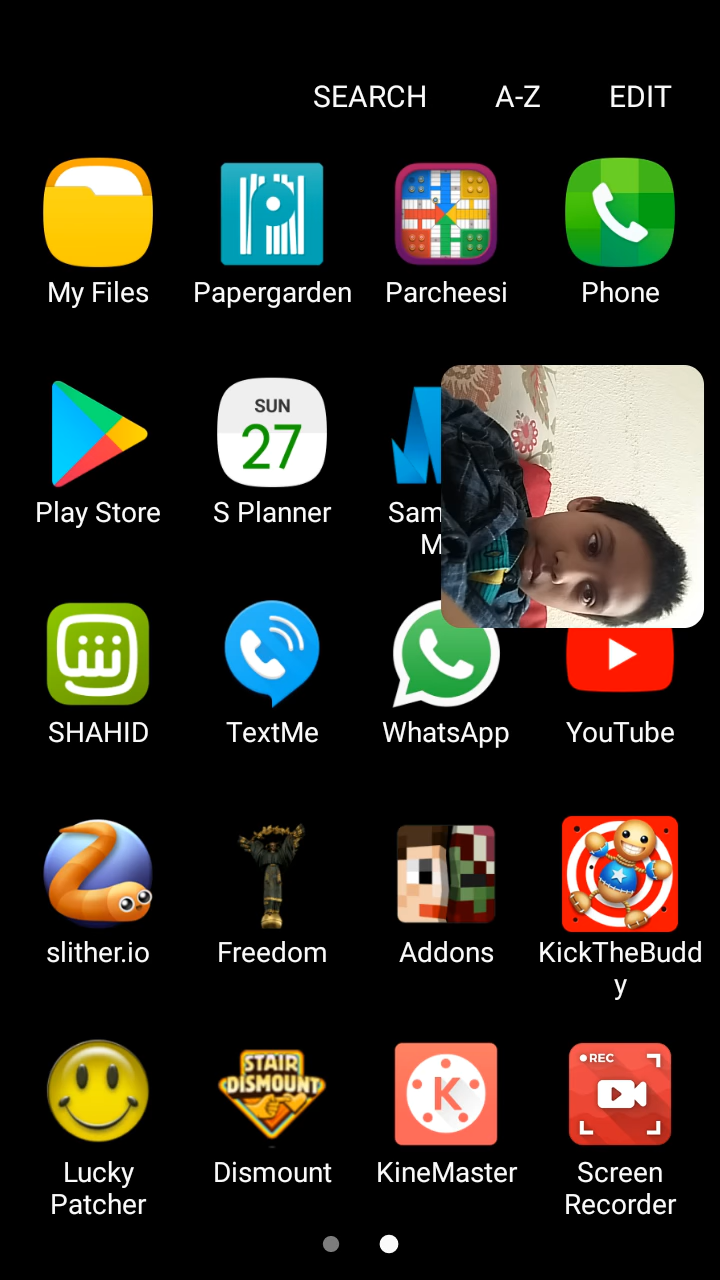 SEARCH A-Z EDIT
My Files Papergarden Parcheesi Phone
SUN
27
Play Store S Planner Sam
M
SHAHID TextMe WhatsApp YouTube
slither.io Freedom Addons KickTheBudd
y
STAIR
DISMOUNT
K
REC
Lucky Dismount KineMaster Screen
Patcher Recorder